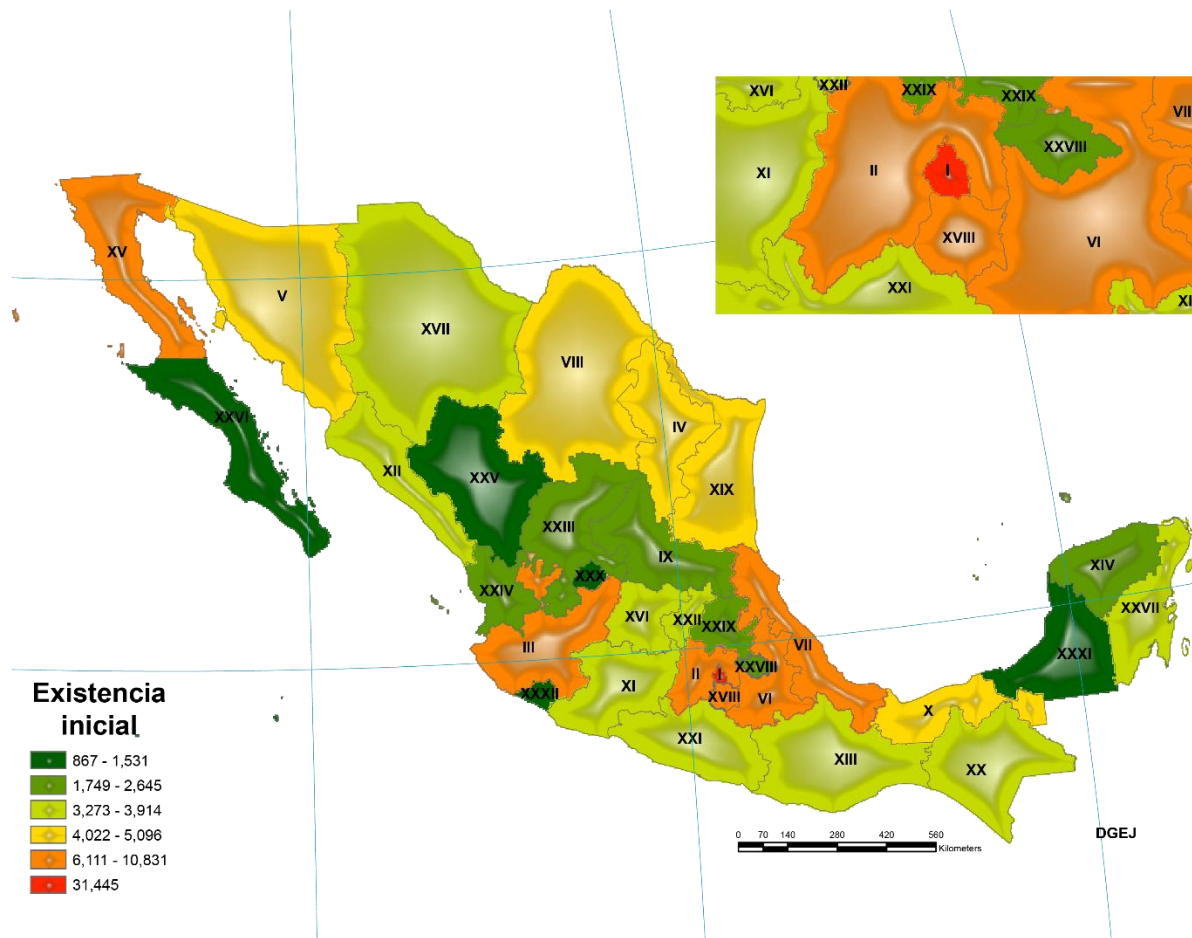 XVI
XXII
XXIX
XXIX
VII
XXVIII
XI
II
I
XVIII
VI
XXI
XI
XV
V
XVII
VIII
IV
XXVI
XII
XXV
XIX
XXIII
IX
XXX
XXIV
XIV
XXVII
XVI
XXII
XXIX
XXXI
III
VII
II
I
XXVIII
XI
XVIII
VI
XXXII
X
XXI
XIII
XX
Existencia
inicial
867 - 1,531
1,749 - 2,645
3,273 - 3,914
4,022 - 5,096
6,111 - 10,831
31,445
DGEJ
0 70 140 280 420 560
Kilometers